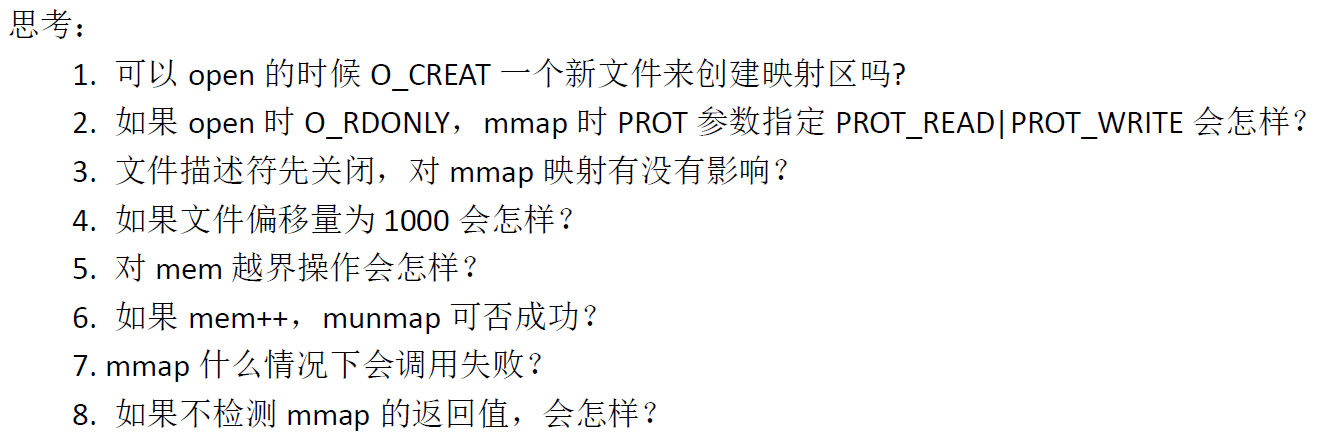 思考：
1. 可以 open 的时候 O_CREAT 一个新文件来创建映射区吗?
2. 如果 open 时 O_RDONLY，mmap 时 PROT 参数指定 PROT_READ|PROT_WRITE 会怎样？
3. 文件描述符先关闭，对 mmap 映射有没有影响？
4. 如果文件偏移量为 1000 会怎样？
5. 对 mem 越界操作会怎样？
6. 如果 mem++，munmap 可否成功？
7. mmap 什么情况下会调用失败？
8. 如果不检测 mmap 的返回值，会怎样？